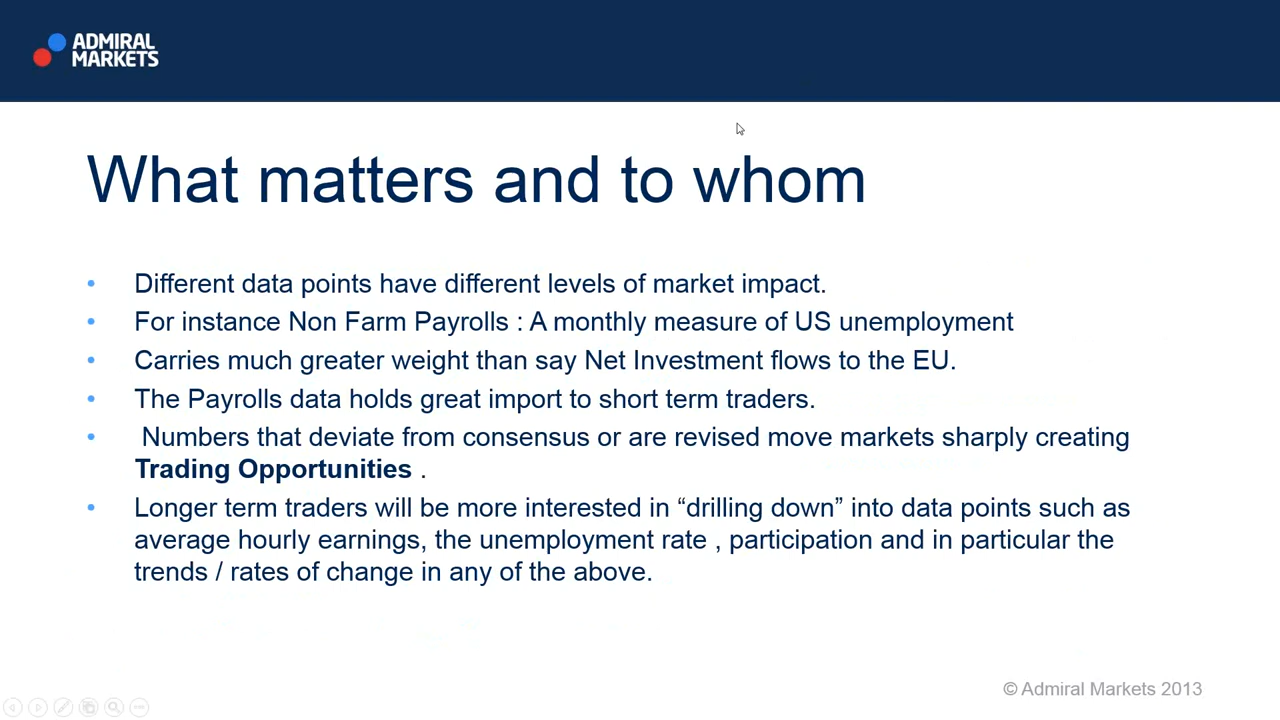 ADMIRAL
MARKETS
What matters and to whom
• Different data points have different levels of market impact.
• For instance Non Farm Payrolls : A monthly measure of US unemployment
• Carries much greater weight than say Net Investment flows to the EU.
• The Payrolls data holds great import to short term traders.
• Numbers that deviate from consensus or are revised move markets sharply creating
Trading Opportunities .
• Longer term traders will be more interested in “drilling down” into data points such as
average hourly earnings, the unemployment rate , participation and in particular the
trends / rates of change in any of the above.
© Admiral Markets 2013